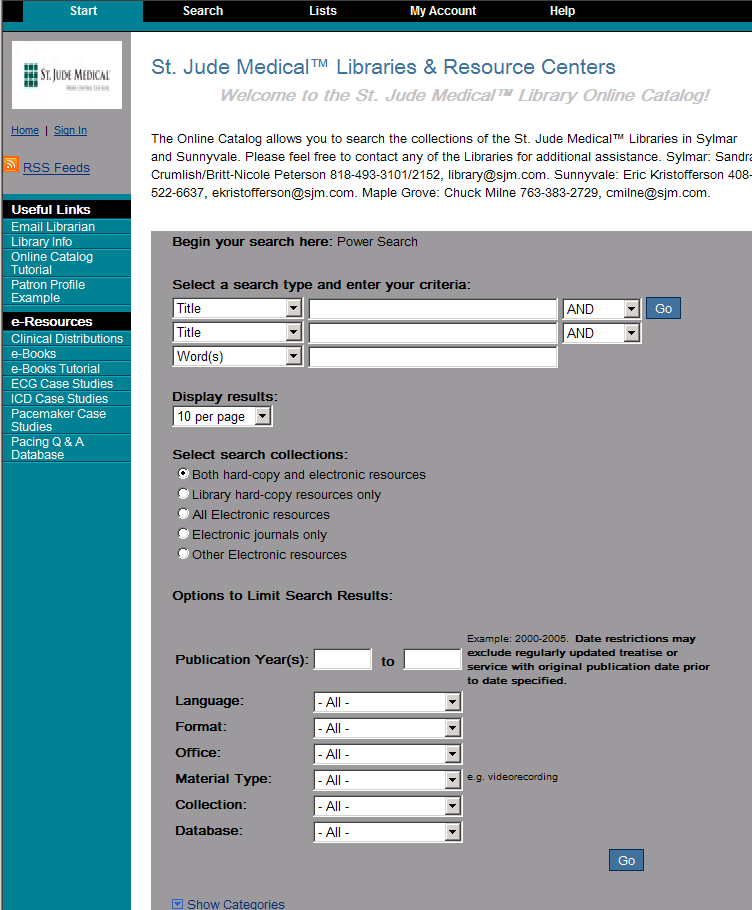 Start Search Lists My Account Help
ST. JUDE MEDICAL
Home | Sign In
RSS Feeds
Useful Links
Email Librarian
Library Info
Online Catalog
Tutorial
Patron Profile
Example
e-Resources
Clinical Distributions
e-Books
e-Books Tutorial
ECG Case Studies
ICD Case Studies
Pacemaker Case
Studies
Pacing Q & A
Database
St. Jude Medical™ Libraries & Resource Centers
Welcome to the St. Jude Medical™ Library Online Catalog!
The Online Catalog allows you to search the collections of the St. Jude Medical™ Libraries in Sylmar
and Sunnyvale. Please feel free to contact any of the Libraries for additional assistance. Sylmar: Sandra
Crumlish/Britt-Nicole Peterson 818-493-3101/2152, library@sjm.com. Sunnyvale: Eric Kristofferson 408-
522-6637, ekristofferson@sjm.com. Maple Grove: Chuck Milne 763-383-2729, cmilne@sjm.com.
Begin your search here: Power Search
Select a search type and enter your criteria:
Title AND Go
Title AND
Word(s)
Display results:
10 per page
Select search collections:
Both hard-copy and electronic resources
Library hard-copy resources only
All Electronic resources
Electronic journals only
Other Electronic resources
Options to Limit Search Results:
Publication Year(s): to
Example: 2000-2005. Date restrictions may
exclude regularly updated treatise or
service with original publication date prior
to date specified.
Language: - All -
Format: - All -
Office: - All -
Material Type: - All - e.g. videorecording
Collection: - All -
Database: - All -
Go
Show Categories